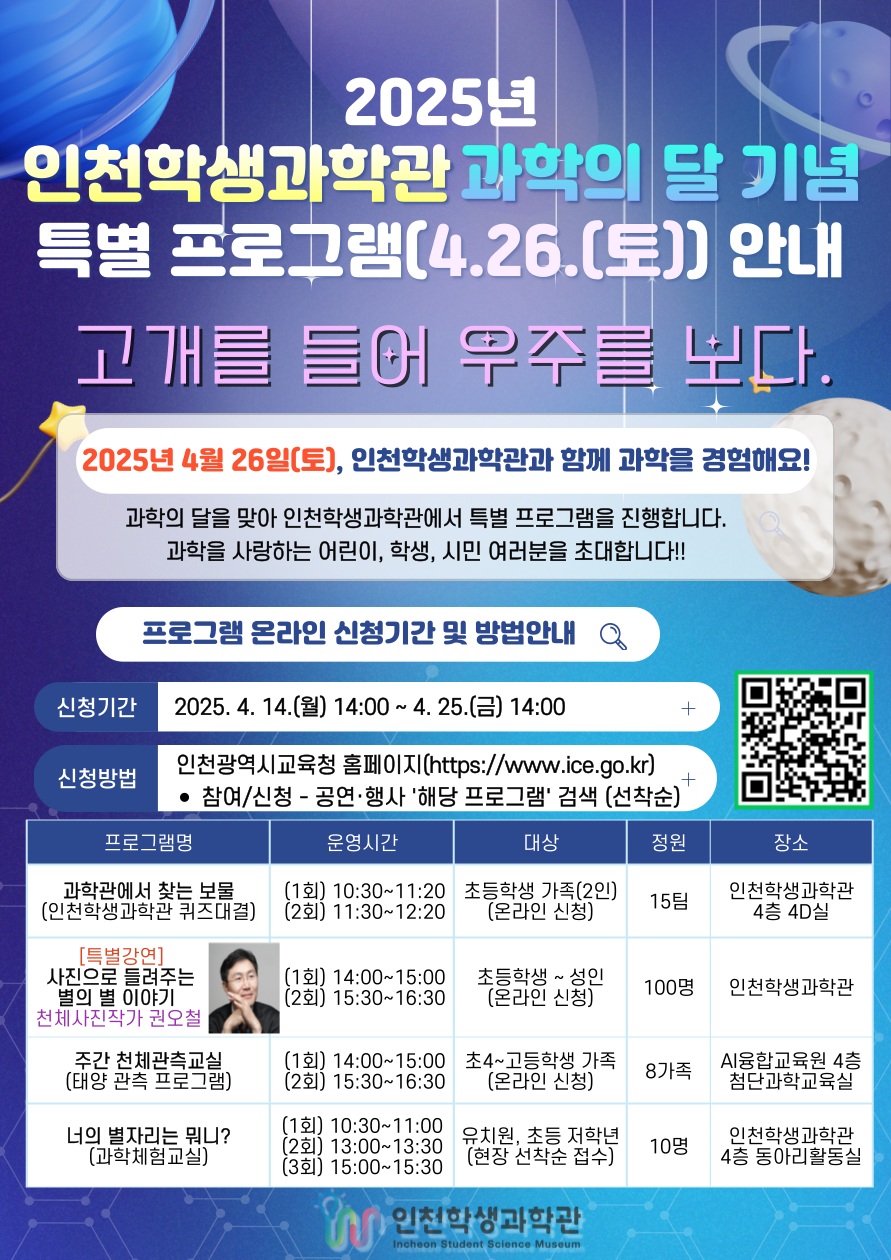 2025년
인천학생과학관 과학의 달 기념
특별 프로그램(4.26.(토)) 안내
고개를 들어 우주를 보다.
2025년 4월 26일(토), 인천학생과학관과 함께 과학을 경험해요!
과학의 달을 맞아 인천학생과학관에서 특별 프로그램을 진행합니다.
과학을 사랑하는 어린이, 학생, 시민 여러분을 초대합니다!!
프로그램 온라인 신청기간 및 방법안내
신청기간 2025. 4. 14.(월) 14:00 ~ 4. 25.(금) 14:00
신청방법
인천광역시교육청 홈페이지(https://www.ice.go.kr)
• 참여/신청 - 공연·행사 '해당 프로그램' 검색 (선착순)
프로그램명 운영시간 대상 정원 장소
과학관에서 찾는 보물
(인천학생과학관 퀴즈대결)
(1회) 10:30~11:20
(2회) 11:30~12:20
초등학생 가족(2인)
(온라인 신청)
15팀
인천학생과학관
4층 4D실
[특별강연]
사진으로 들려주는
별의 별 이야기
천체사진작가 권오철
(1회) 14:00~15:00
(2회) 15:30~16:30
초등학생 ~ 성인
(온라인 신청)
100명
인천학생과학관
주간 천체관측교실
(태양 관측 프로그램)
(1회) 14:00~15:00
(2회) 15:30~16:30
초4~고등학생 가족
(온라인 신청)
8가족
AI융합교육원 4층
첨단과학교육실
너의 별자리는 뭐니?
(과학체험교실)
(1회) 10:30~11:00
(2회) 13:00~13:30
(3회) 15:00~15:30
유치원, 초등 저학년
(현장 선착순 접수)
10명
인천학생과학관
4층 동아리활동실
인천학생과학관
Incheon Student Science Museum